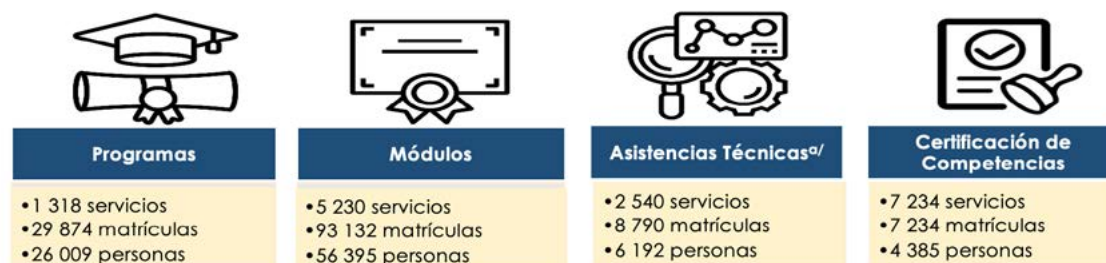 Programas
•1 318 servicios
•29 874 matrículas
•26 009 personas
Módulos
•5 230 servicios
•93 132 matrículas
•56 395 personas
Asistencias Técnicasᵃ/
•2 540 servicios
•8 790 matrículas
•6 192 personas
Certificación de
Competencias
•7 234 servicios
•7 234 matrículas
•4 385 personas